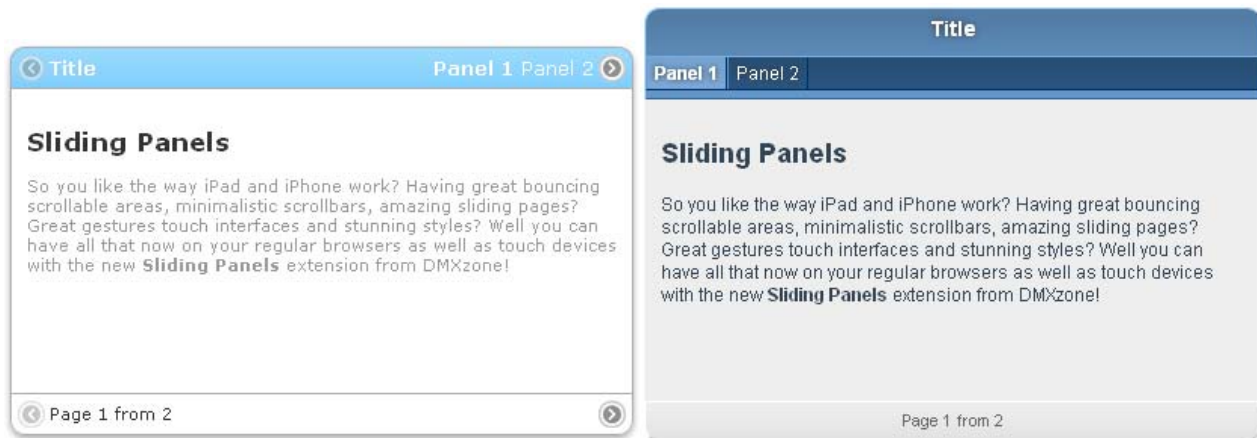 Title
Panel 1 Panel 2
Sliding Panels
So you like the way iPad and iPhone work? Having great bouncing
scrollable areas, minimalistic scrollbars, amazing sliding pages?
Great gestures touch interfaces and stunning styles? Well you can
have all that now on your regular browsers as well as touch devices
with the new Sliding Panels extension from DMXzone!
Page 1 from 2
Title
Panel 1 Panel 2
Sliding Panels
So you like the way iPad and iPhone work? Having great bouncing
scrollable areas, minimalistic scrollbars, amazing sliding pages?
Great gestures touch interfaces and stunning styles? Well you can
have all that now on your regular browsers as well as touch devices
with the new Sliding Panels extension from DMXzone!
Page 1 from 2